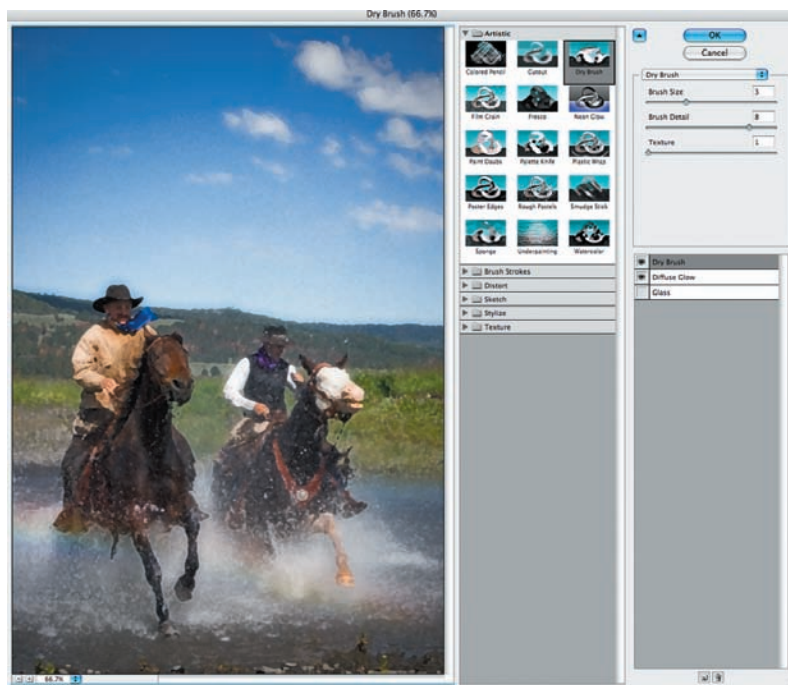 Dry Brush (66.7%)
Artistic
Colored Pencil
Cutout
Dry Brush
Film Grain
Fresco
Neon Glow
Paint Daubs
Palette Knife
Plastic Wrap
Poster Edges
Rough Pastels
Smudge Stick
Sponge
Underpainting
Watercolor
Brush Strokes
Distort
Sketch
Stylize
Texture
OK
Cancel
Dry Brush
Brush Size
Brush Detail 8
Texture 1
Dry Brush
Diffuse Glow
Glass
66.7%